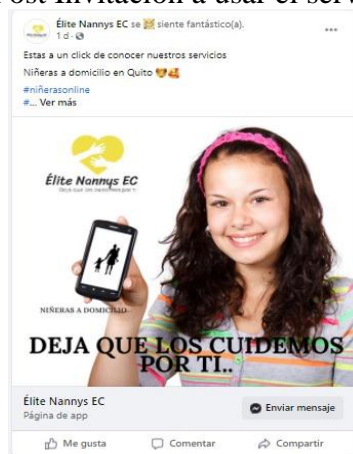 Post Invitación a usar el serv
Élite Nannys EC se siente fantástico(a).
1 d ·
Estas a un click de conocer nuestros servicios
Niñeras a domicilio en Quito
#niñerasonline
#... Ver más
Élite Nannys EC
NIÑERAS A DOMICILIO
DEJA QUE LOS CUIDEMOS
POR TI..
Élite Nannys EC
Página de app
Enviar mensaje
Me gusta
Comentar
Compartir